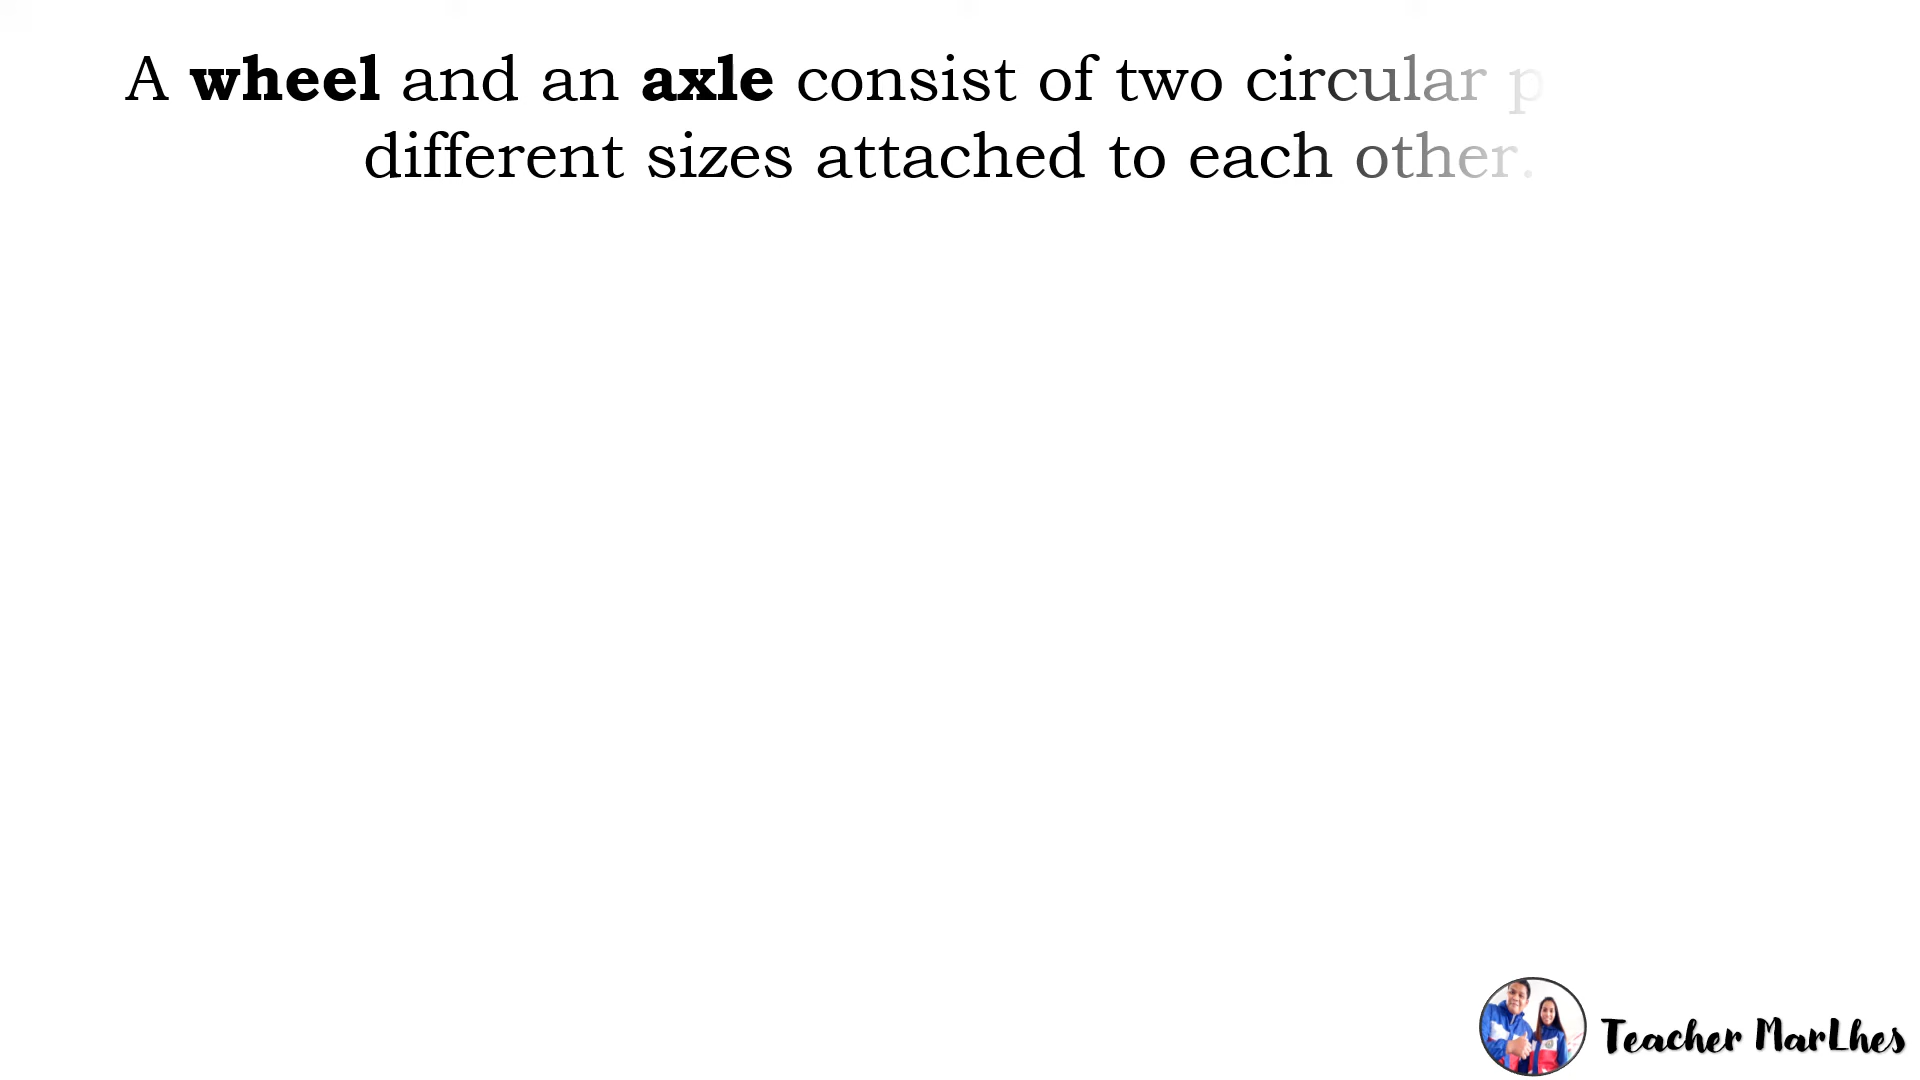 A wheel and an axle consist of two circular
different sizes attached to each other.
Teacher MarLhes